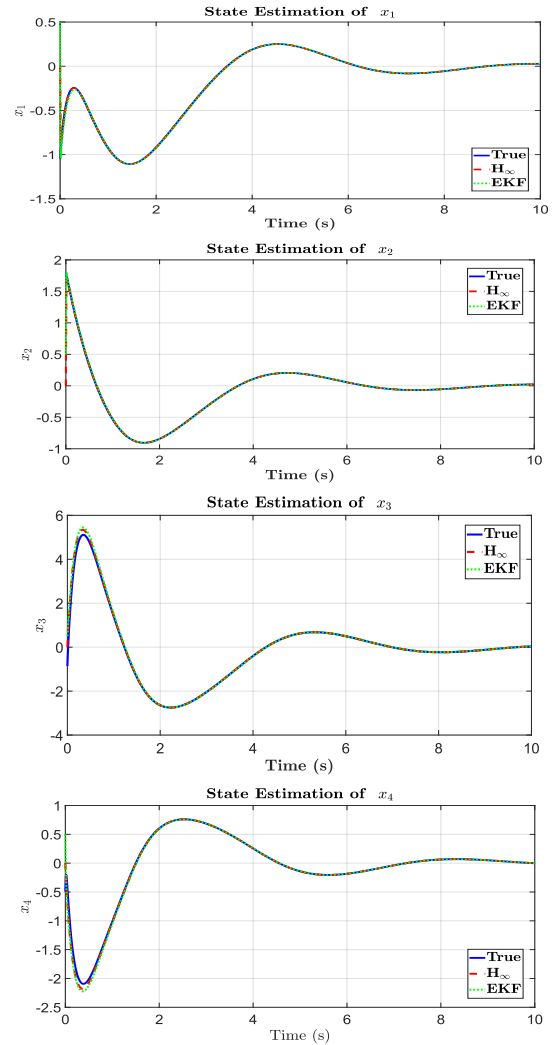 State Estimation of x₁
0.5
0
-0.5
-1
-1.5
x₁
True
H∞
EKF
0 2 4 6 8 10
Time (s)
State Estimation of x₂
2
1.5
1
0.5
0
-0.5
-1
x₂
True
H∞
EKF
0 2 4 6 8 10
Time (s)
State Estimation of x₃
6
4
2
0
-2
-4
x₃
True
H∞
EKF
0 2 4 6 8 10
Time (s)
State Estimation of x₄
1
0.5
0
-0.5
-1
-1.5
-2
-2.5
x₄
True
H∞
EKF
0 2 4 6 8 10
Time (s)